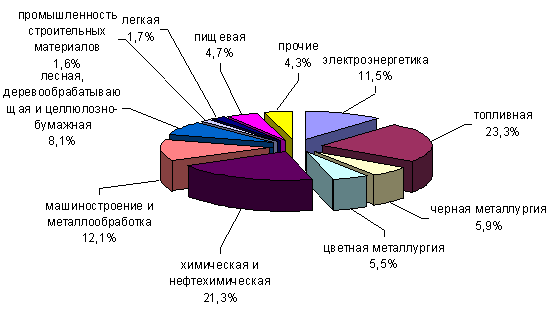 промышленность
строительных
материалов
1,6%
легкая
1,7%
пищевая
4,7%
прочие
4,3%
электроэнергетика
11,5%
топливная
23,3%
черная металлургия
5,9%
цветная металлургия
5,5%
химическая и
нефтехимическая
21,3%
машиностроение и
металлообработка
12,1%
лесная,
деревообрабатываю
щая и целлюлозно-
бумажная
8,1%